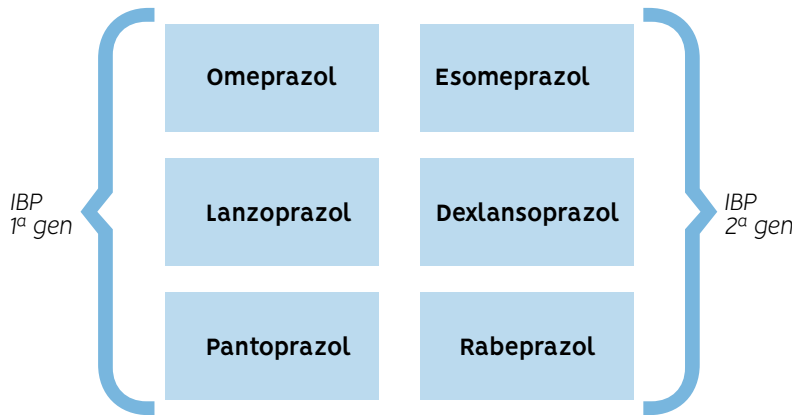 IBP
1ª gen
Omeprazol
Esomeprazol
Lanzoprazol
Dexlansoprazol
Pantoprazol
Rabeprazol
IBP
2ª gen